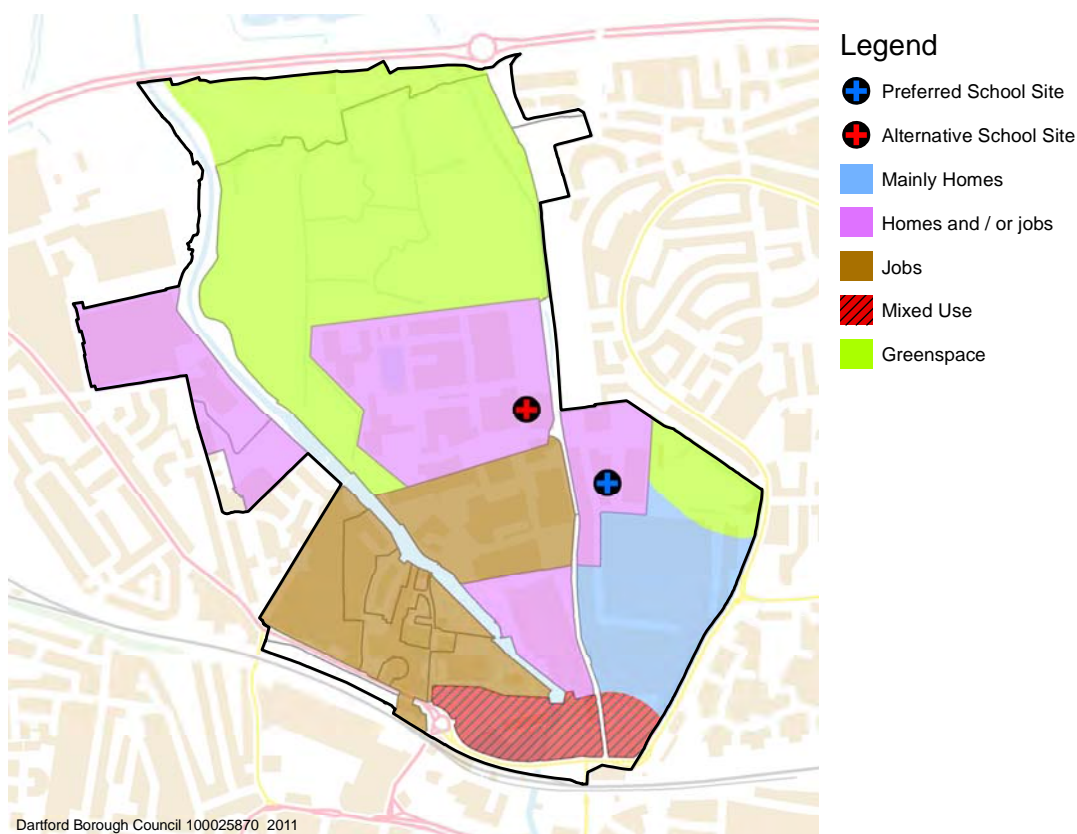 Legend
Preferred School Site
Alternative School Site
Mainly Homes
Homes and / or jobs
Jobs
Mixed Use
Greenspace
Dartford Borough Council 100025870 2011